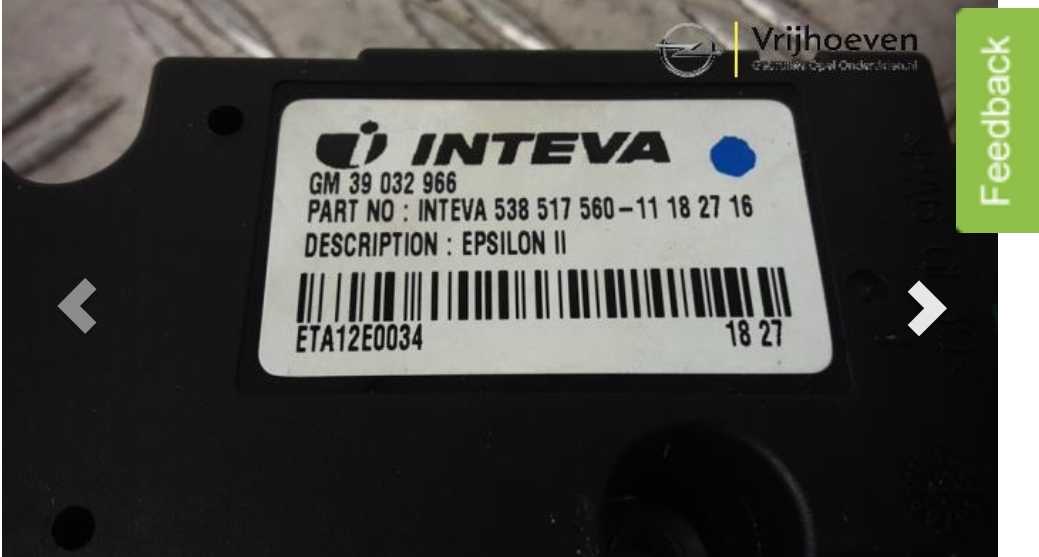 Vrijhoeven
Feedback
INTEVA
GM 39 032 966
PART NO : INTEVA 538 517 560-11 18 27 16
DESCRIPTION : EPSILON II
ETA12E0034
18 27